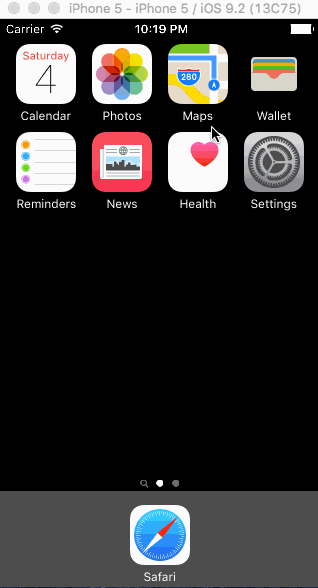 iPhone 5 - iPhone 5 / iOS 9.2 (13C75)
Carrier 10:19 PM
Saturday
4
280
Calendar Photos Maps Wallet
Reminders News Health Settings
Safari